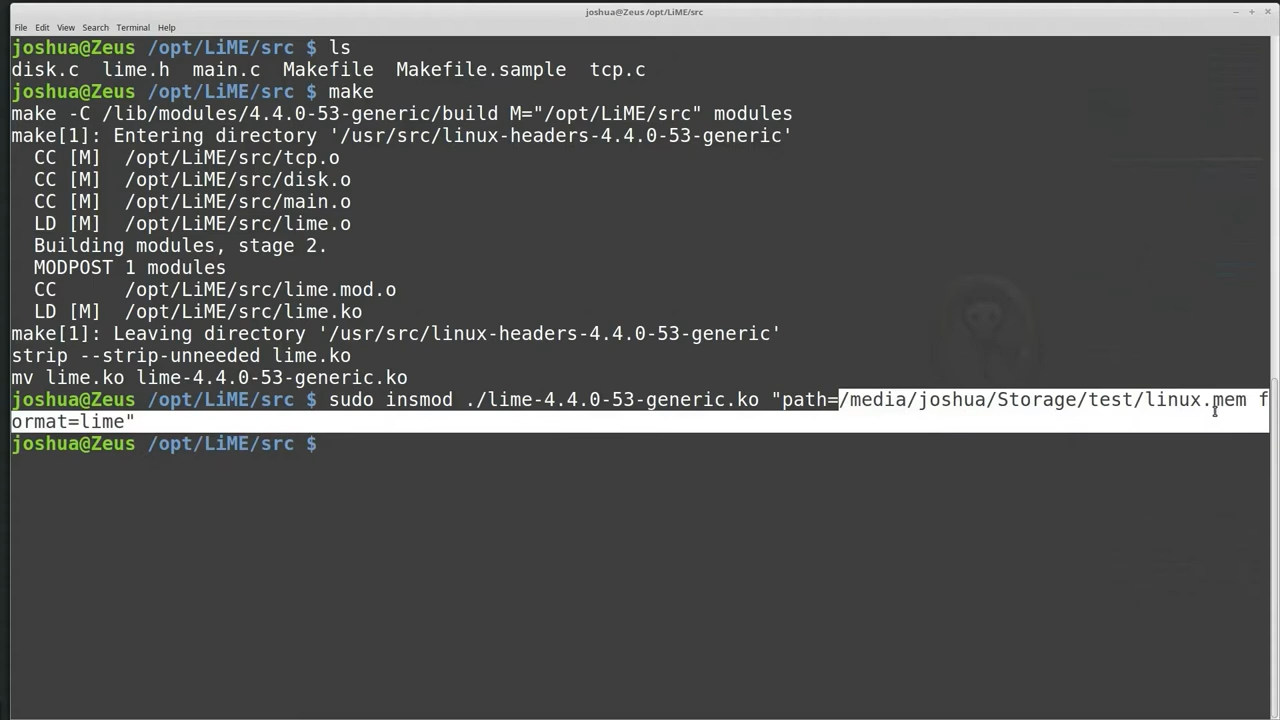 joshua@Zeus /opt/LiME/src
File Edit View Search Terminal Help
joshua@Zeus /opt/LiME/src $ ls
disk.c  lime.h  main.c  Makefile  Makefile.sample  tcp.c
joshua@Zeus /opt/LiME/src $ make
make -C /lib/modules/4.4.0-53-generic/build M="/opt/LiME/src" modules
make[1]: Entering directory '/usr/src/linux-headers-4.4.0-53-generic'
  CC [M]  /opt/LiME/src/tcp.o
  CC [M]  /opt/LiME/src/disk.o
  CC [M]  /opt/LiME/src/main.o
  LD [M]  /opt/LiME/src/lime.o
  Building modules, stage 2.
  MODPOST 1 modules
  CC      /opt/LiME/src/lime.mod.o
  LD [M]  /opt/LiME/src/lime.ko
make[1]: Leaving directory '/usr/src/linux-headers-4.4.0-53-generic'
strip --strip-unneeded lime.ko
mv lime.ko lime-4.4.0-53-generic.ko
joshua@Zeus /opt/LiME/src $ sudo insmod ./lime-4.4.0-53-generic.ko "path=/media/joshua/Storage/test/linux.mem f
ormat=lime"
joshua@Zeus /opt/LiME/src $